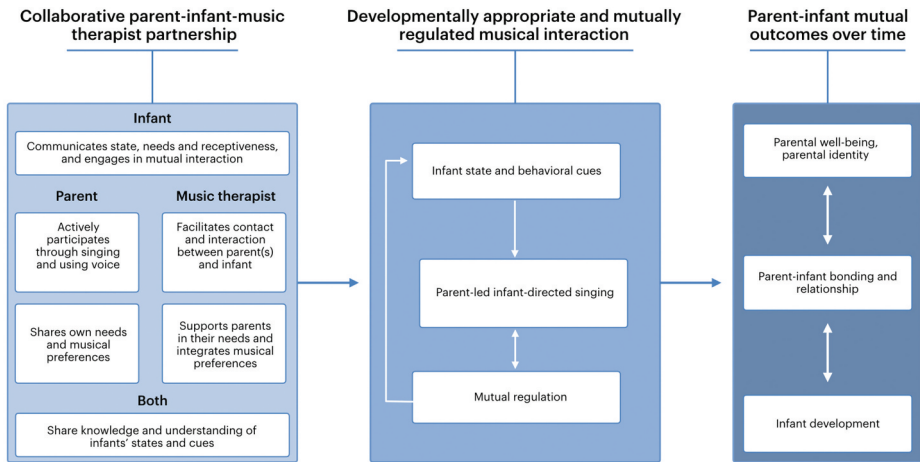 Collaborative parent-infant-music
therapist partnership
Developmentally appropriate and mutually
regulated musical interaction
Parent-infant mutual
outcomes over time
Infant
Communicates state, needs and receptiveness,
and engages in mutual interaction
Parent
Actively
participates
through singing
and using voice
Shares own needs
and musical
preferences
Music therapist
Facilitates contact
and interaction
between parent(s)
and infant
Supports parents
in their needs and
integrates musical
preferences
Both
Share knowledge and understanding of
infants' states and cues
Infant state and behavioral cues
Parent-led infant-directed singing
Mutual regulation
Parental well-being,
parental identity
Parent-infant bonding and
relationship
Infant development